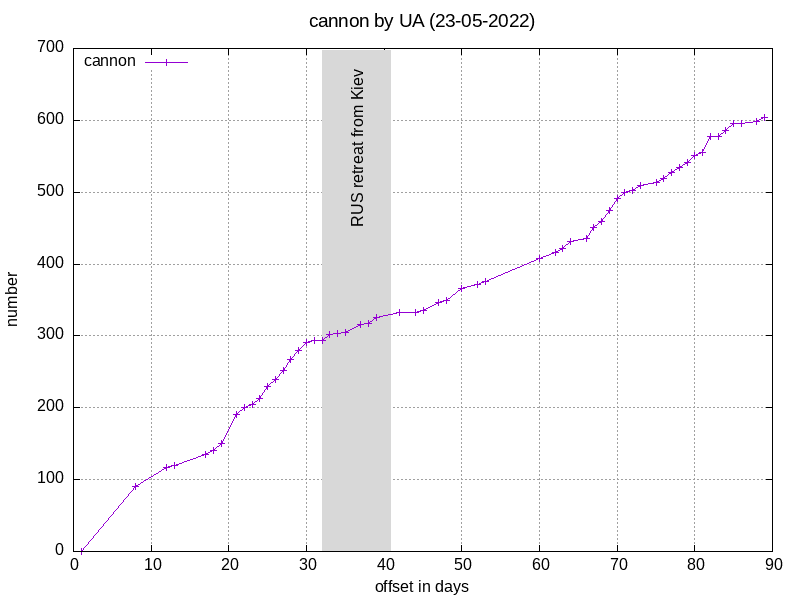 cannon by UA (23-05-2022)
700
600
500
400
300
200
100
0
number
cannon
RUS retreat from Kiev
0 10 20 30 40 50 60 70 80 90
offset in days